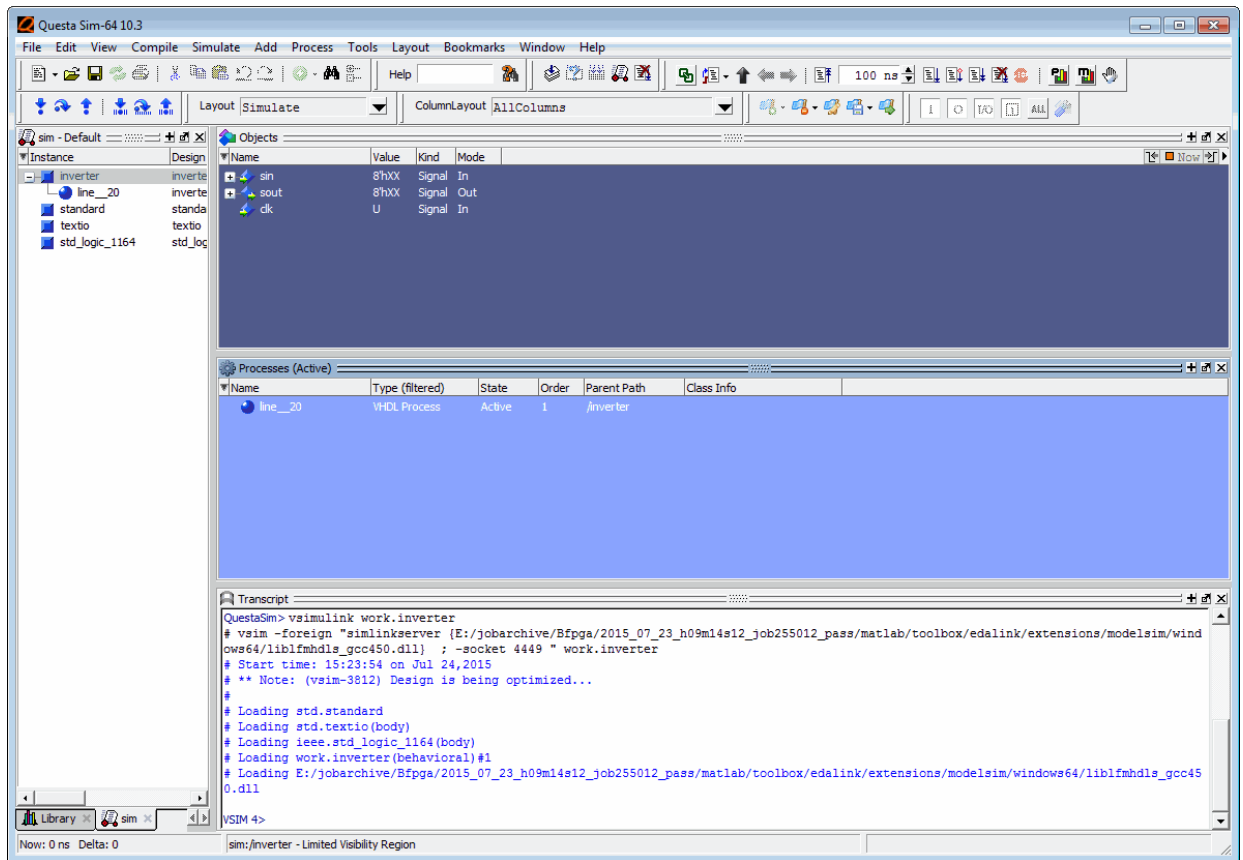 Questa Sim-64 10.3
File Edit View Compile Simulate Add Process Tools Layout Bookmarks Window Help
Help
100 ns
Layout Simulate
ColumnLayout AllColumns
I O I/O ALL
sim - Default
Instance Design
inverter inverte
line__20 inverte
standard standa
textio textio
std_logic_1164 std_log
Library sim
Objects
Name Value Kind Mode Now
sin 8'hXX Signal In
sout 8'hXX Signal Out
clk U Signal In
Processes (Active)
Name Type (filtered) State Order Parent Path Class Info
line__20 VHDL Process Active 1 /inverter
Transcript
QuestaSim> vsimulink work.inverter
# vsim -foreign "simlinkserver {E:/jobarchive/Bfpga/2015_07_23_h09m14s12_job255012_pass/matlab/toolbox/edalink/extensions/modelsim/wind
ows64/liblfmhdls_gcc450.dll} ; -socket 4449 " work.inverter
# Start time: 15:23:54 on Jul 24,2015
# ** Note: (vsim-3812) Design is being optimized...
#
# Loading std.standard
# Loading std.textio(body)
# Loading ieee.std_logic_1164(body)
# Loading work.inverter(behavioral)#1
# Loading E:/jobarchive/Bfpga/2015_07_23_h09m14s12_job255012_pass/matlab/toolbox/edalink/extensions/modelsim/windows64/liblfmhdls_gcc45
0.dll
VSIM 4>
Now: 0 ns Delta: 0
sim:/inverter - Limited Visibility Region